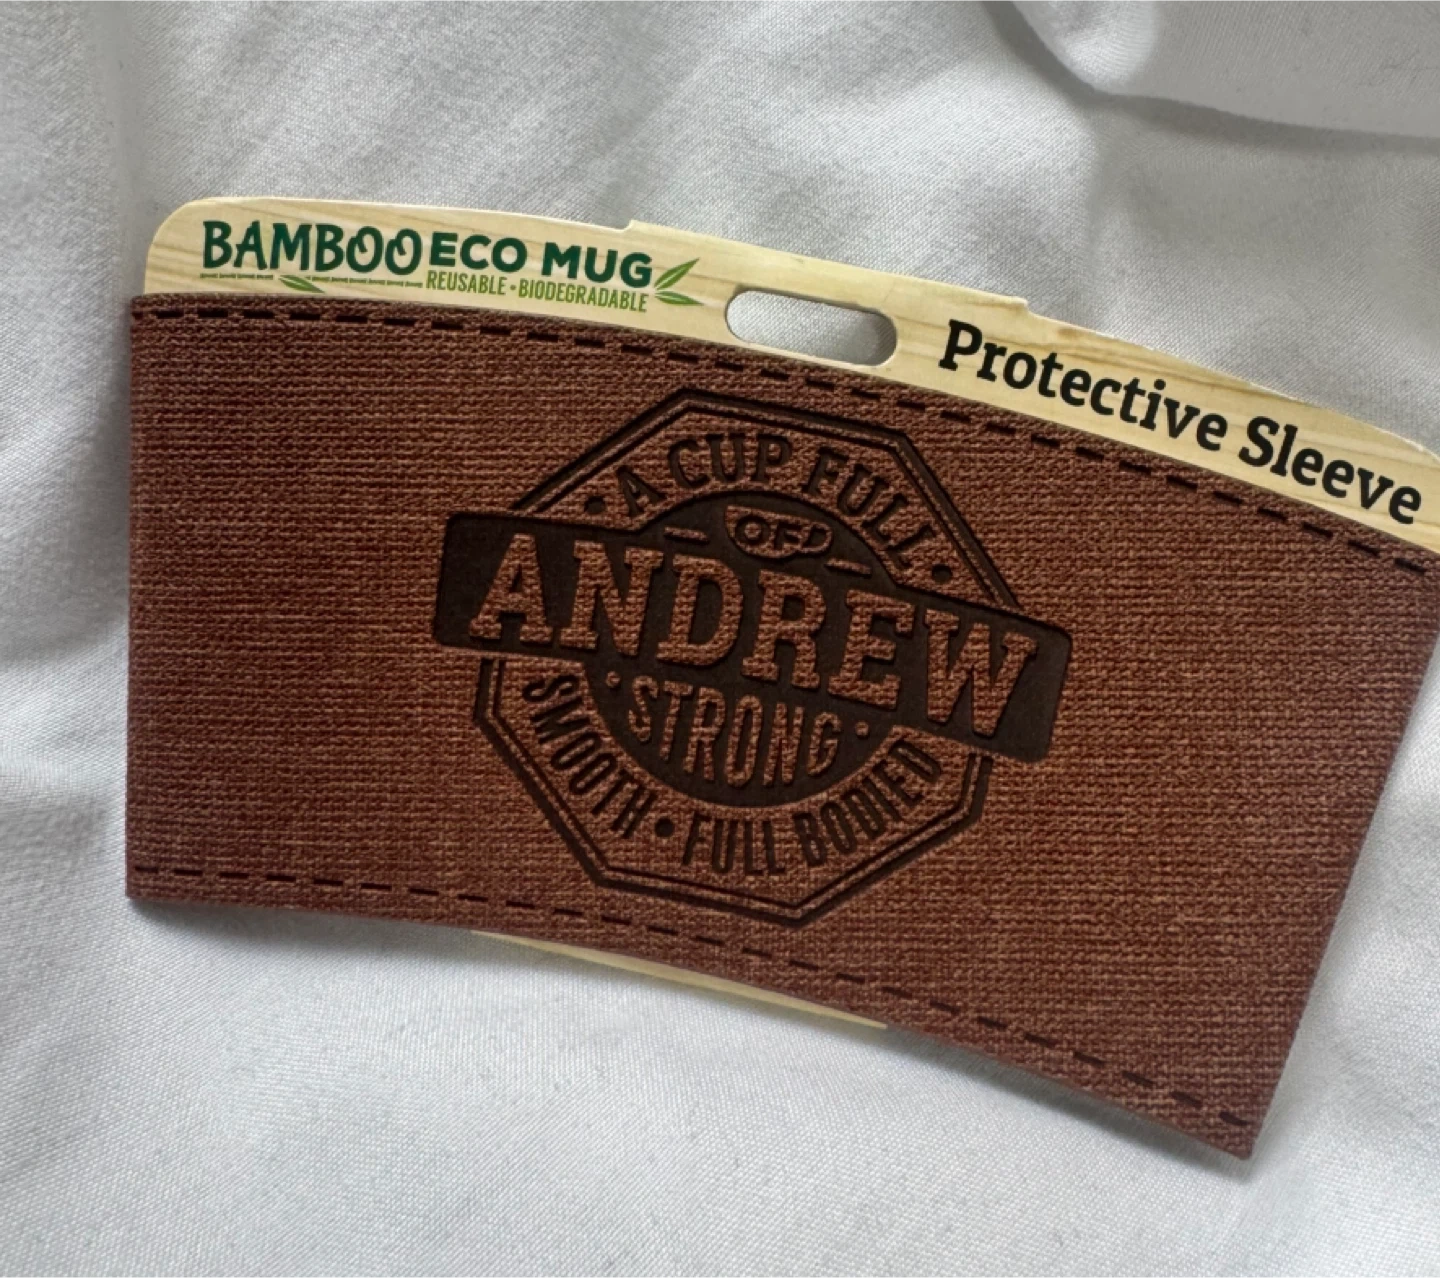 BAMBOO ECO MUG
REUSABLE • BIODEGRADABLE
Protective Sleeve
• A CUP FULL •
OF
ANDREW
• STRONG •
SMOOTH • FULL BODIED